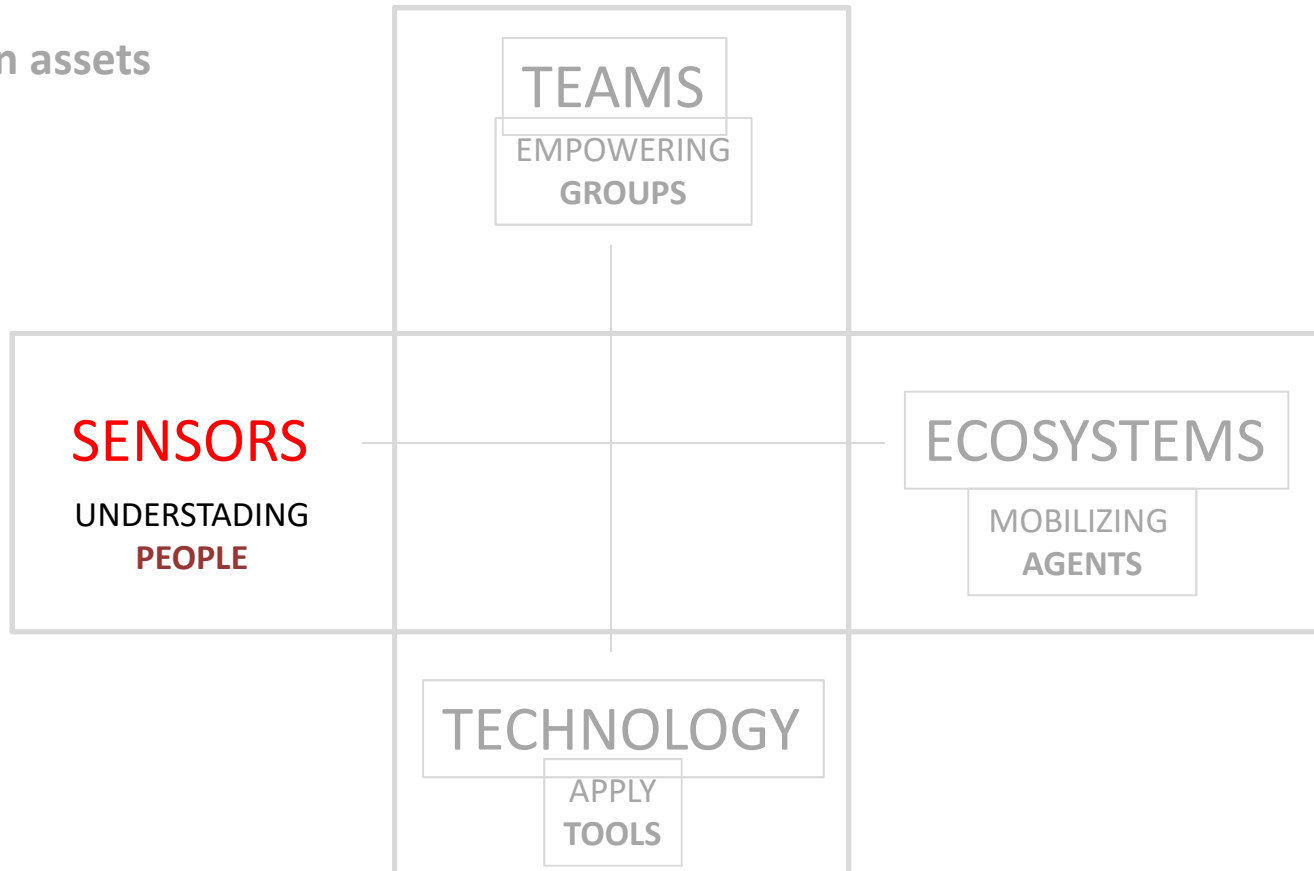 n assets
TEAMS
EMPOWERING
GROUPS
SENSORS
UNDERSTADING
PEOPLE
ECOSYSTEMS
MOBILIZING
AGENTS
TECHNOLOGY
APPLY
TOOLS